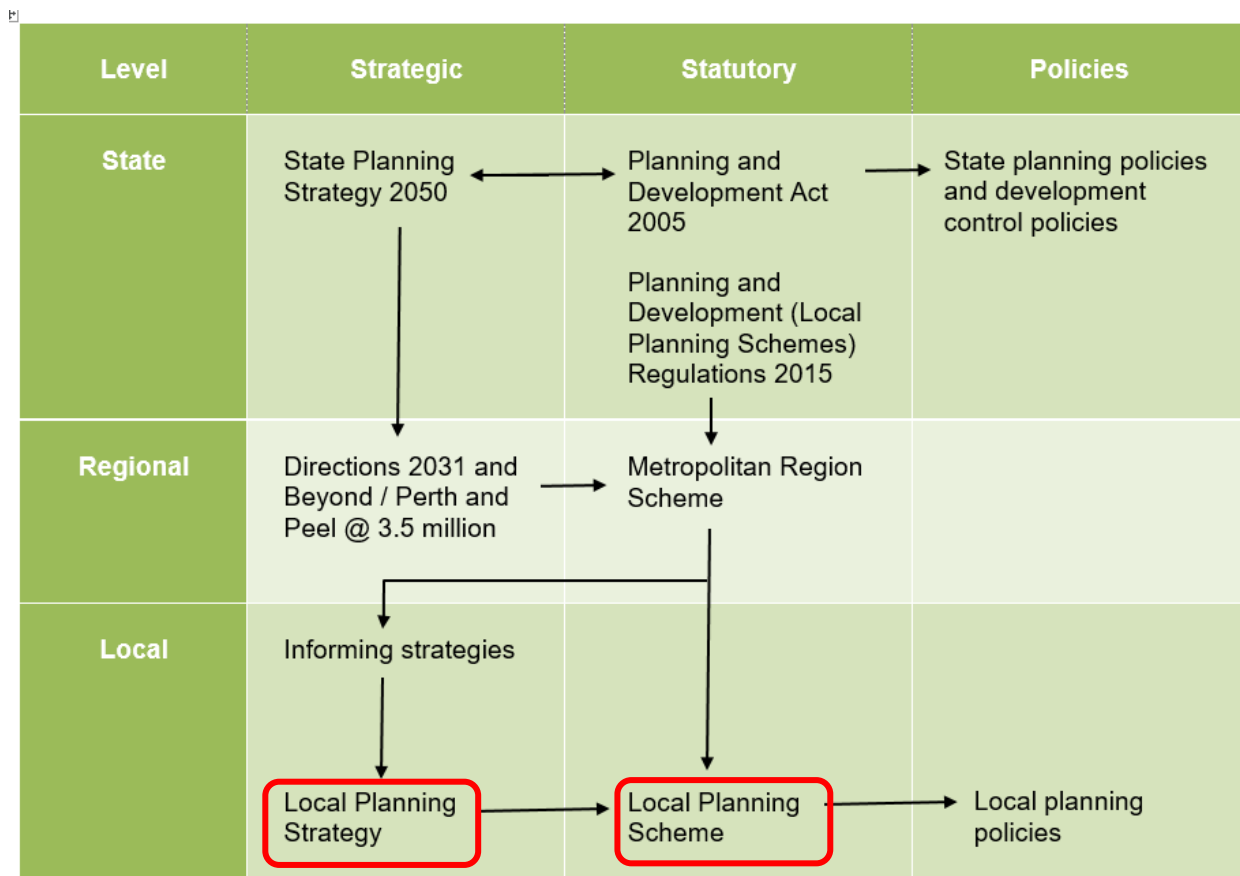 Level
Strategic
Statutory
Policies
State
State Planning
Strategy 2050
Planning and
Development Act
2005
Planning and
Development (Local
Planning Schemes)
Regulations 2015
State planning policies
and development
control policies
Regional
Directions 2031 and
Beyond / Perth and
Peel @ 3.5 million
Metropolitan Region
Scheme
Local
Informing strategies
Local Planning
Strategy
Local Planning
Scheme
Local planning
policies